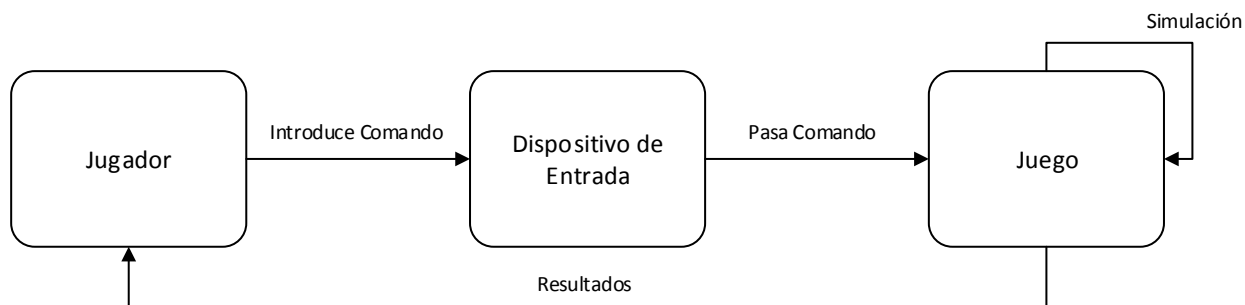 Simulación
Jugador
Introduce Comando
Dispositivo de
Entrada
Pasa Comando
Juego
Resultados